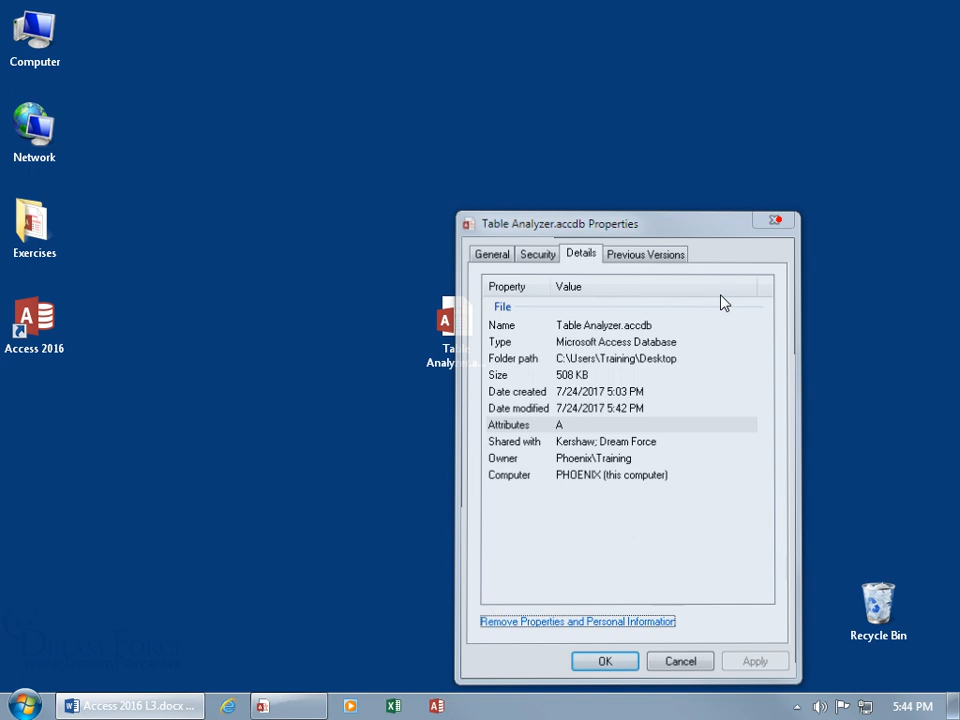 Computer
Network
Exercises
Access 2016
Table Analyzer.accdb Properties
General Security Details Previous Versions
Property Value
File
Name Table Analyzer.accdb
Type Microsoft Access Database
Folder path C:\Users\Training\Desktop
Size 508 KB
Date created 7/24/2017 5:03 PM
Date modified 7/24/2017 5:42 PM
Attributes A
Shared with Kershaw; Dream Force
Owner Phoenix\Training
Computer PHOENIX (this computer)
Remove Properties and Personal Information
OK Cancel Apply
Recycle Bin
Dream Force
Access 2016 L3.docx ...
5:44 PM